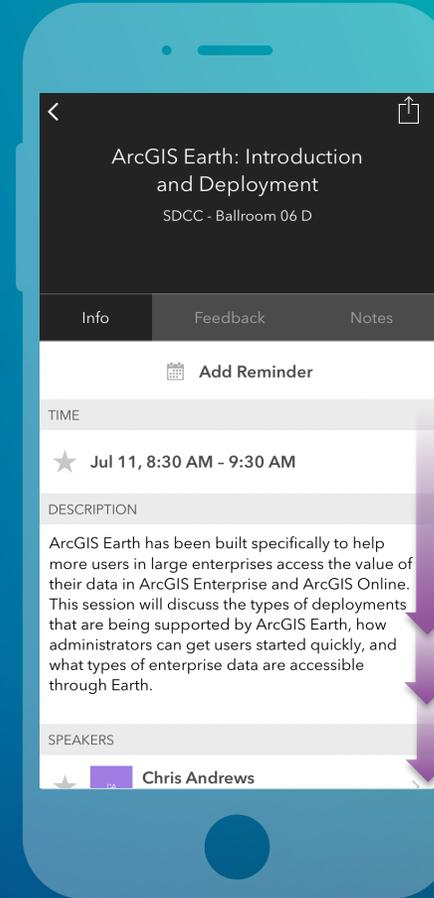 ArcGIS Earth: Introduction
and Deployment
SDCC - Ballroom 06 D
Info
Feedback
Notes
Add Reminder
TIME
Jul 11, 8:30 AM – 9:30 AM
DESCRIPTION
ArcGIS Earth has been built specifically to help
more users in large enterprises access the value of
their data in ArcGIS Enterprise and ArcGIS Online.
This session will discuss the types of deployments
that are being supported by ArcGIS Earth, how
administrators can get users started quickly, and
what types of enterprise data are accessible
through Earth.
SPEAKERS
Chris Andrews